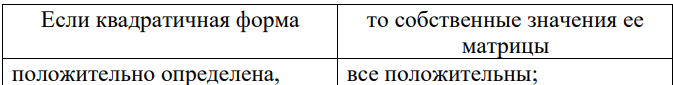 Если квадратичная форма
то собственные значения ее
матрицы
положительно определена,
все положительны;